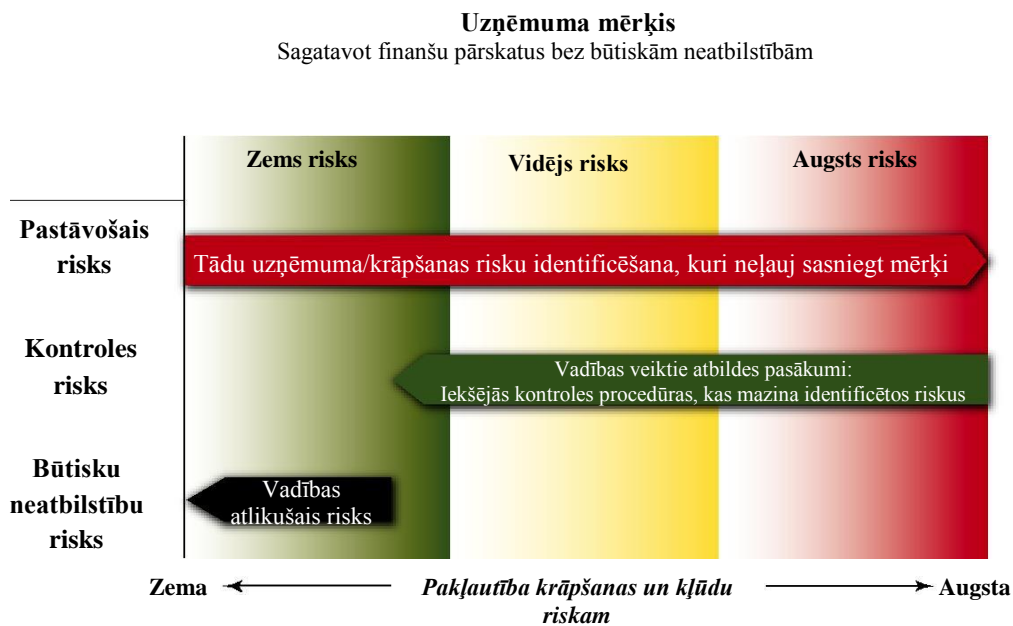 Uzņēmuma mērķis
Sagatavot finanšu pārskatus bez būtiskām neatbilstībām
Zems risks
Vidējs risks
Augsts risks
Pastāvošais
risks
Tādu uzņēmuma/krāpšanas risku identificēšana, kuri neļauj sasniegt mērķi
Kontroles
risks
Vadības veiktie atbildes pasākumi:
Iekšējās kontroles procedūras, kas mazina identificētos riskus
Būtisku
neatbilstību
risks
Vadības
atlikušais risks
Zema
Pakļautība krāpšanas un kļūdu
riskam
Augsta